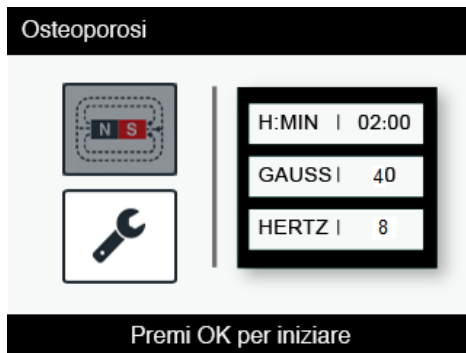 Osteoporosi
N S
H:MIN | 02:00
GAUSS | 40
HERTZ | 8
Premi OK per iniziare